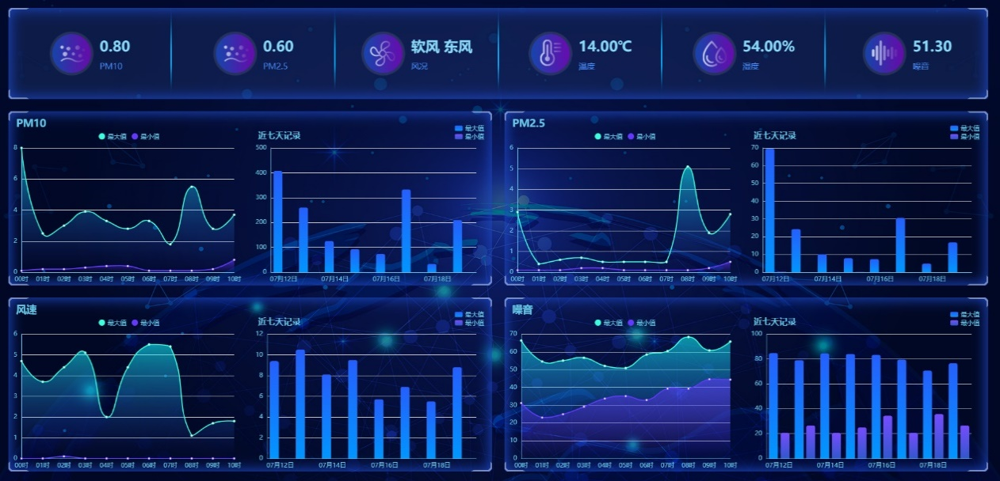 0.80
PM10
0.60
PM2.5
软风 东风
风况
14.00℃
温度
54.00%
湿度
51.30
噪音
PM10
最大值 最小值
8
6
4
2
0
00时 01时 02时 03时 04时 05时 06时 07时 08时 09时 10时
近七天记录
最大值
最小值
500
400
300
200
100
0
07月12日 07月14日 07月16日 07月18日
PM2.5
最大值 最小值
6
5
4
3
2
1
0
00时 01时 02时 03时 04时 05时 06时 07时 08时 09时 10时
近七天记录
最大值
最小值
70
60
50
40
30
20
10
0
07月12日 07月14日 07月16日 07月18日
风速
最大值 最小值
6
5
4
3
2
1
0
00时 01时 02时 03时 04时 05时 06时 07时 08时 09时 10时
近七天记录
最大值
最小值
12
10
8
6
4
2
0
07月12日 07月14日 07月16日 07月18日
噪音
最大值 最小值
70
60
50
40
30
20
10
0
00时 01时 02时 03时 04时 05时 06时 07时 08时 09时 10时
近七天记录
最大值
最小值
100
80
60
40
20
0
07月12日 07月14日 07月16日 07月18日